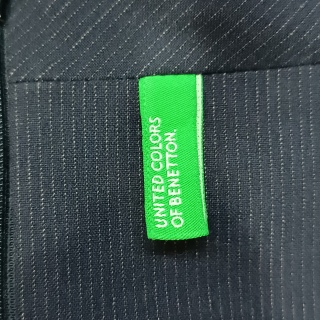 UNITED COLORS
OF BENETTON.